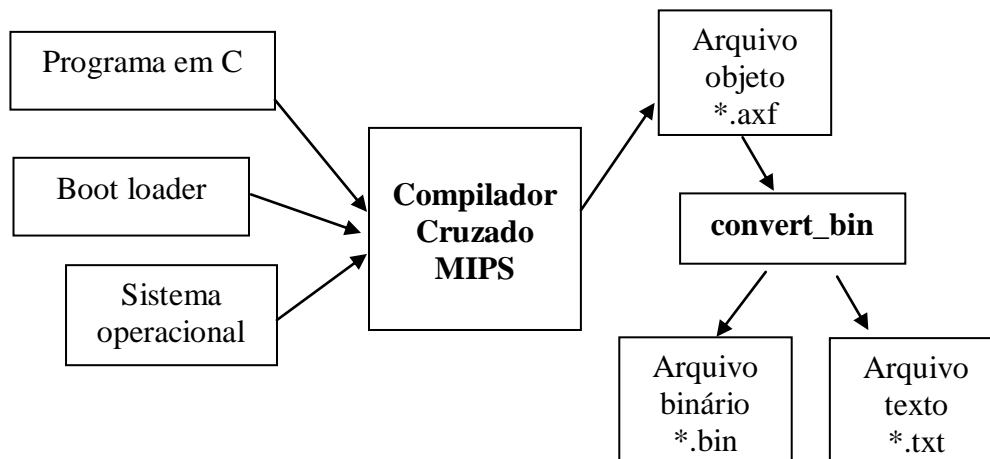 Programa em C
Boot loader
Sistema
operacional
Compilador
Cruzado
MIPS
Arquivo
objeto
*.axf
convert_bin
Arquivo
binário
*.bin
Arquivo
texto
*.txt